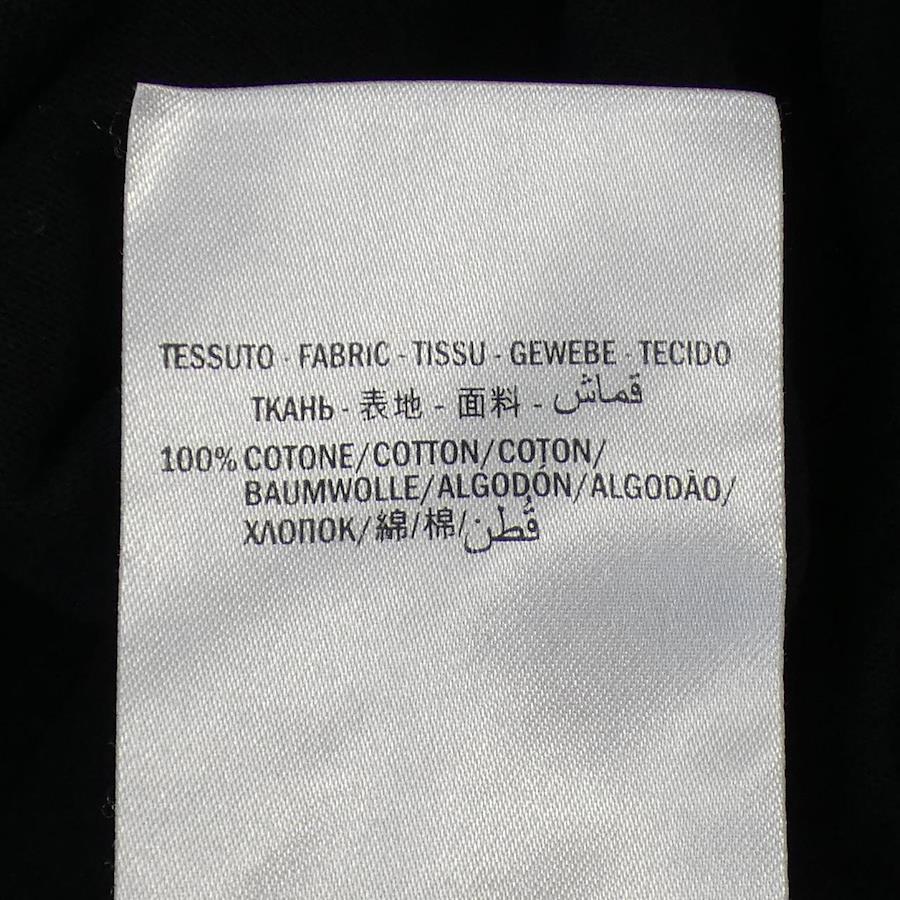 TESSUTO - FABRIC - TISSU - GEWEBE - TECIDO
ТКАНЬ - 表地 - 面料 - قماش
100% COTONE/COTTON/COTON/
BAUMWOLLE/ALGODÓN/ALGODÃO/
ХЛОПОК/綿/棉/قطن